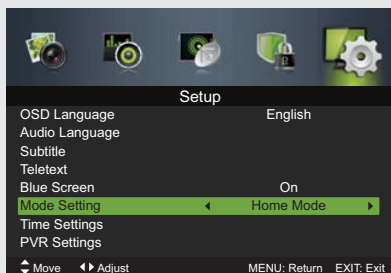 Setup
OSD Language English
Audio Language
Subtitle
Teletext
Blue Screen On
Mode Setting Home Mode
Time Settings
PVR Settings
Move Adjust MENU: Return EXIT: Exit